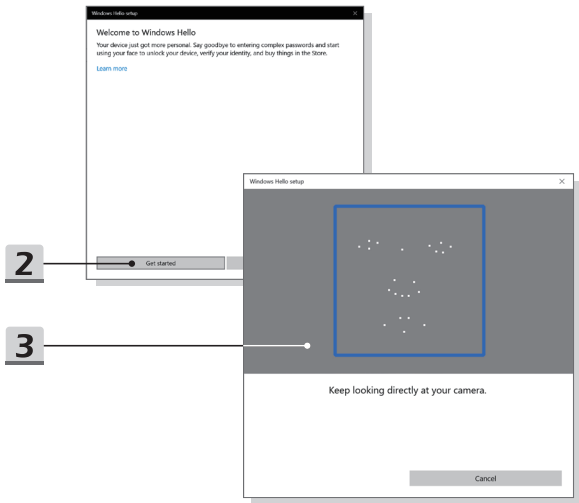 Windows Hello setup
Welcome to Windows Hello
Your device just got more personal. Say goodbye to entering complex passwords and start
using your face to unlock your device, verify your identity, and buy things in the Store.
Learn more
2
Get started
Windows Hello setup
3
Keep looking directly at your camera.
Cancel